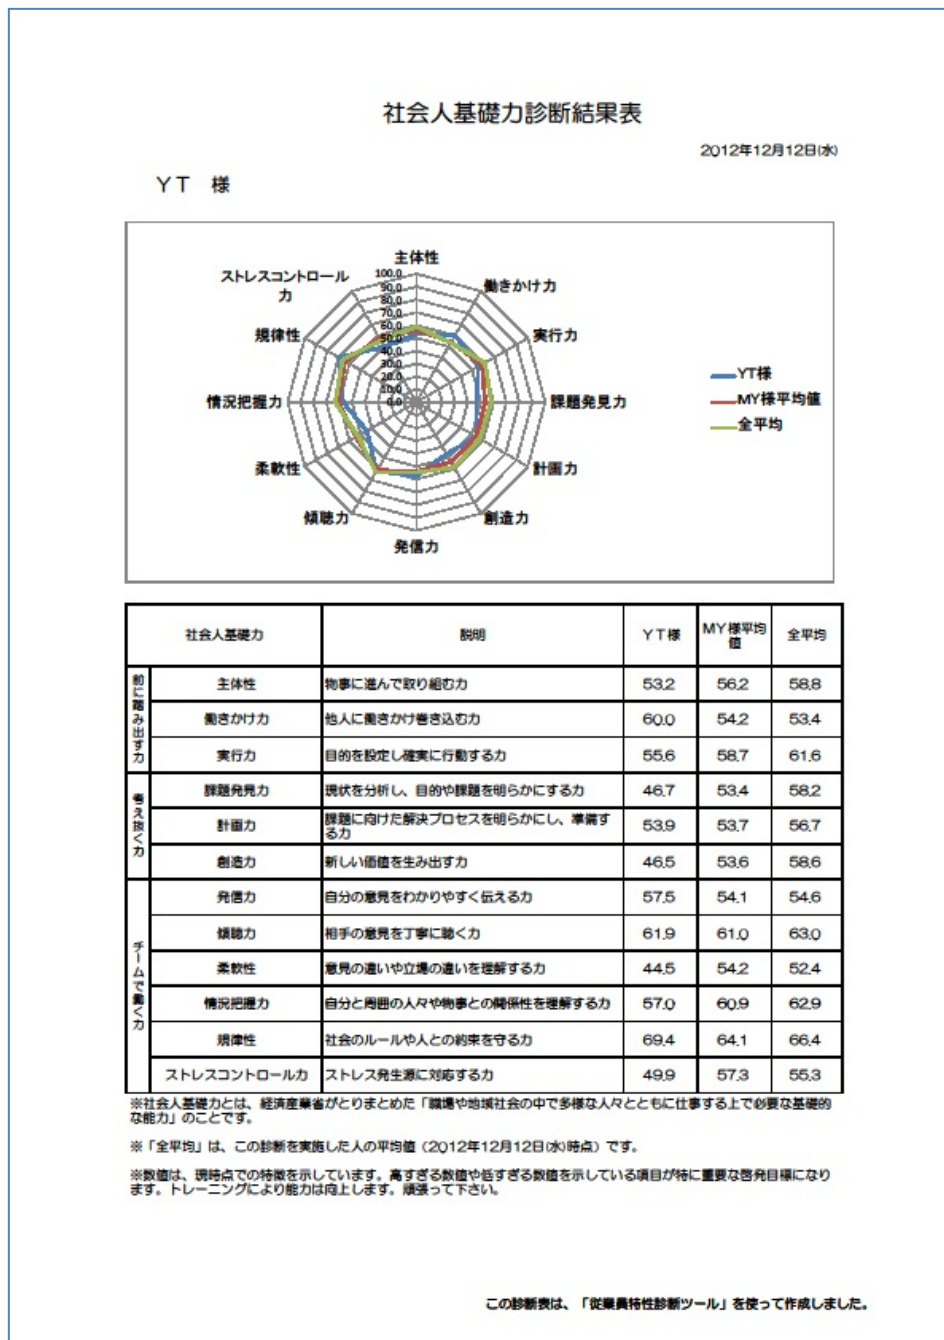 社会人基礎力診断結果表
2012年12月12日(水)
ＹＴ　様
主体性
働きかけ力
実行力
課題発見力
計画力
創造力
発信力
傾聴力
柔軟性
情況把握力
規律性
ストレスコントロール
力
100.0
90.0
80.0
70.0
60.0
50.0
40.0
30.0
20.0
10.0
0.0
YT様
MY様平均値
全平均
社会人基礎力 説明 ＹＴ様 MY様平均値 全平均
前に踏み出す力
主体性 物事に進んで取り組む力 53.2 56.2 58.8
働きかけ力 他人に働きかけ巻き込む力 60.0 54.2 53.4
実行力 目的を設定し確実に行動する力 55.6 58.7 61.6
考え抜く力
課題発見力 現状を分析し、目的や課題を明らかにする力 46.7 53.4 58.2
計画力 課題に向けた解決プロセスを明らかにし、準備する力 53.9 53.7 56.7
創造力 新しい価値を生み出す力 46.5 53.6 58.6
チームで働く力
発信力 自分の意見をわかりやすく伝える力 57.5 54.1 54.6
傾聴力 相手の意見を丁寧に聴く力 61.9 61.0 63.0
柔軟性 意見の違いや立場の違いを理解する力 44.5 54.2 52.4
情況把握力 自分と周囲の人々や物事との関係性を理解する力 57.0 60.9 62.9
規律性 社会のルールや人との約束を守る力 69.4 64.1 66.4
ストレスコントロール力 ストレス発生源に対応する力 49.9 57.3 55.3
※社会人基礎力とは、経済産業省がとりまとめた「職場や地域社会の中で多様な人々とともに仕事する上で必要な基礎的
な能力」のことです。
※「全平均」は、この診断を実施した人の平均値（2012年12月12日(水)時点）です。
※数値は、現時点での特徴を示しています。高すぎる数値や低すぎる数値を示している項目が特に重要な啓発目標になり
ます。トレーニングにより能力は向上します。頑張って下さい。
この診断表は、「従業員特性診断ツール」を使って作成しました。